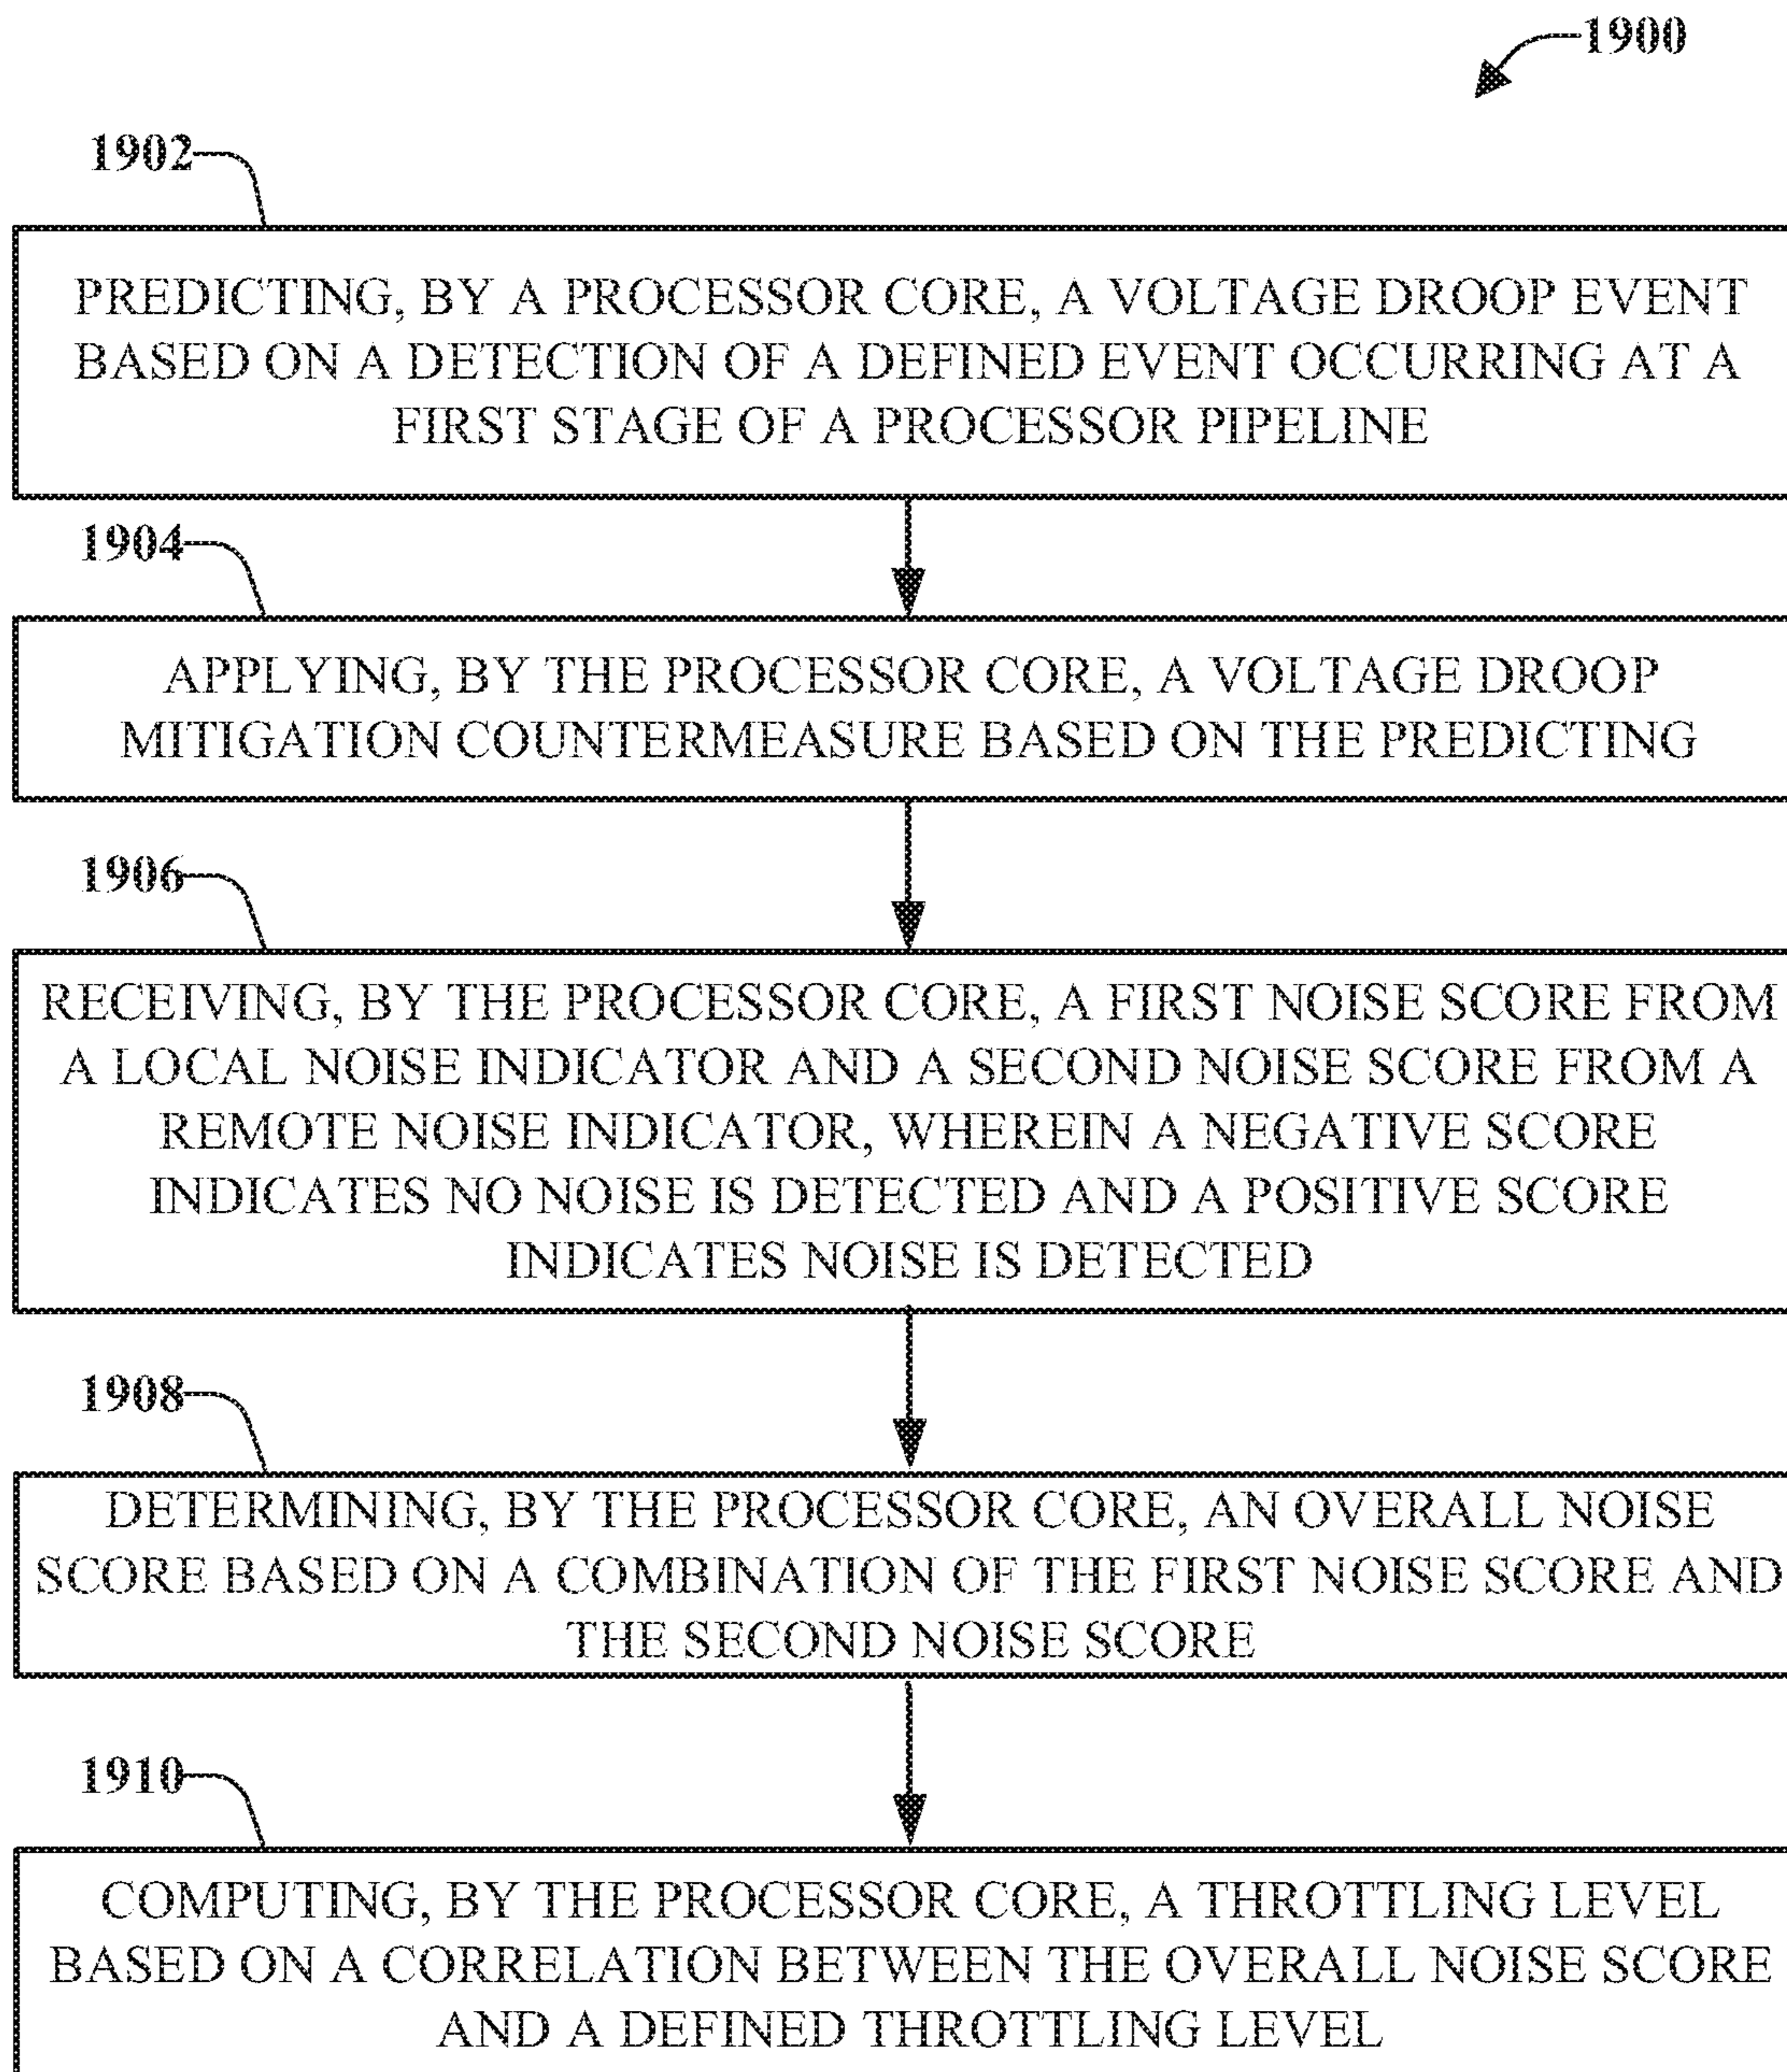 1900
1902
PREDICTING, BY A PROCESSOR CORE, A VOLTAGE DROOP EVENT
BASED ON A DETECTION OF A DEFINED EVENT OCCURRING AT A
FIRST STAGE OF A PROCESSOR PIPELINE
1904
APPLYING, BY THE PROCESSOR CORE, A VOLTAGE DROOP
MITIGATION COUNTERMEASURE BASED ON THE PREDICTING
1906
RECEIVING, BY THE PROCESSOR CORE, A FIRST NOISE SCORE FROM
A LOCAL NOISE INDICATOR AND A SECOND NOISE SCORE FROM A
REMOTE NOISE INDICATOR, WHEREIN A NEGATIVE SCORE
INDICATES NO NOISE IS DETECTED AND A POSITIVE SCORE
INDICATES NOISE IS DETECTED
1908
DETERMINING, BY THE PROCESSOR CORE, AN OVERALL NOISE
SCORE BASED ON A COMBINATION OF THE FIRST NOISE SCORE AND
THE SECOND NOISE SCORE
1910
COMPUTING, BY THE PROCESSOR CORE, A THROTTLING LEVEL
BASED ON A CORRELATION BETWEEN THE OVERALL NOISE SCORE
AND A DEFINED THROTTLING LEVEL